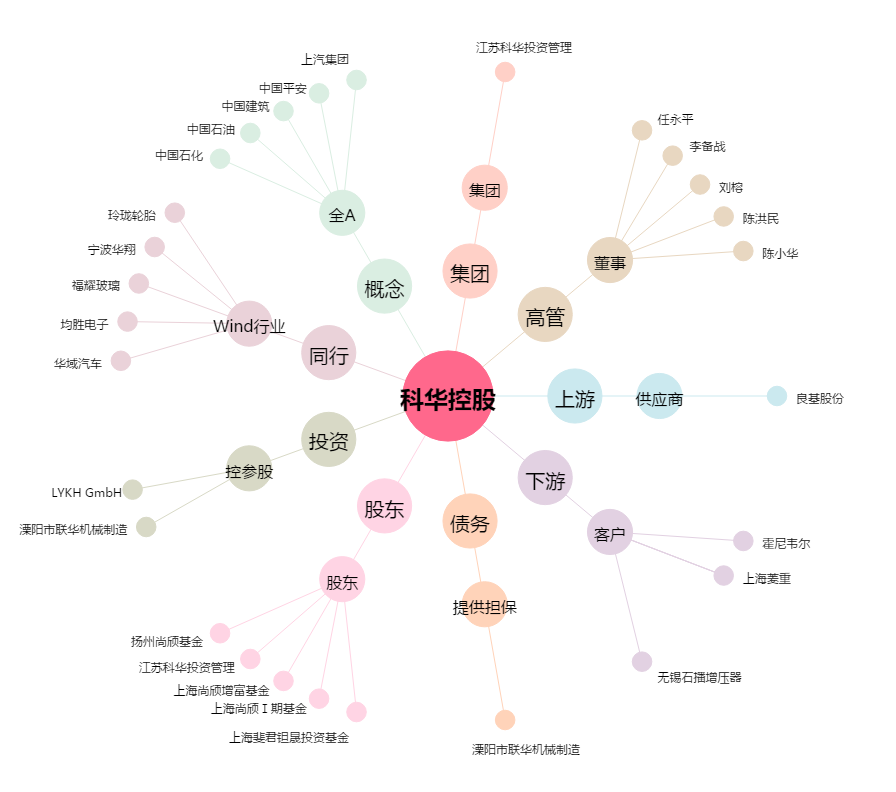 江苏科华投资管理
上汽集团
中国平安
中国建筑
中国石油
中国石化
任永平
李备战
刘榕
陈洪民
陈小华
集团
全A
玲珑轮胎
宁波华翔
福耀玻璃
均胜电子
华域汽车
董事
集团
概念
高管
Wind行业
同行
科华控股
上游
供应商
良基股份
投资
控参股
LYKH GmbH
溧阳市联华机械制造
下游
客户
霍尼韦尔
上海菱重
无锡石播增压器
股东
债务
股东
提供担保
扬州尚颀基金
江苏科华投资管理
上海尚颀增富基金
上海尚颀Ⅰ期基金
上海斐君钽晟投资基金
溧阳市联华机械制造